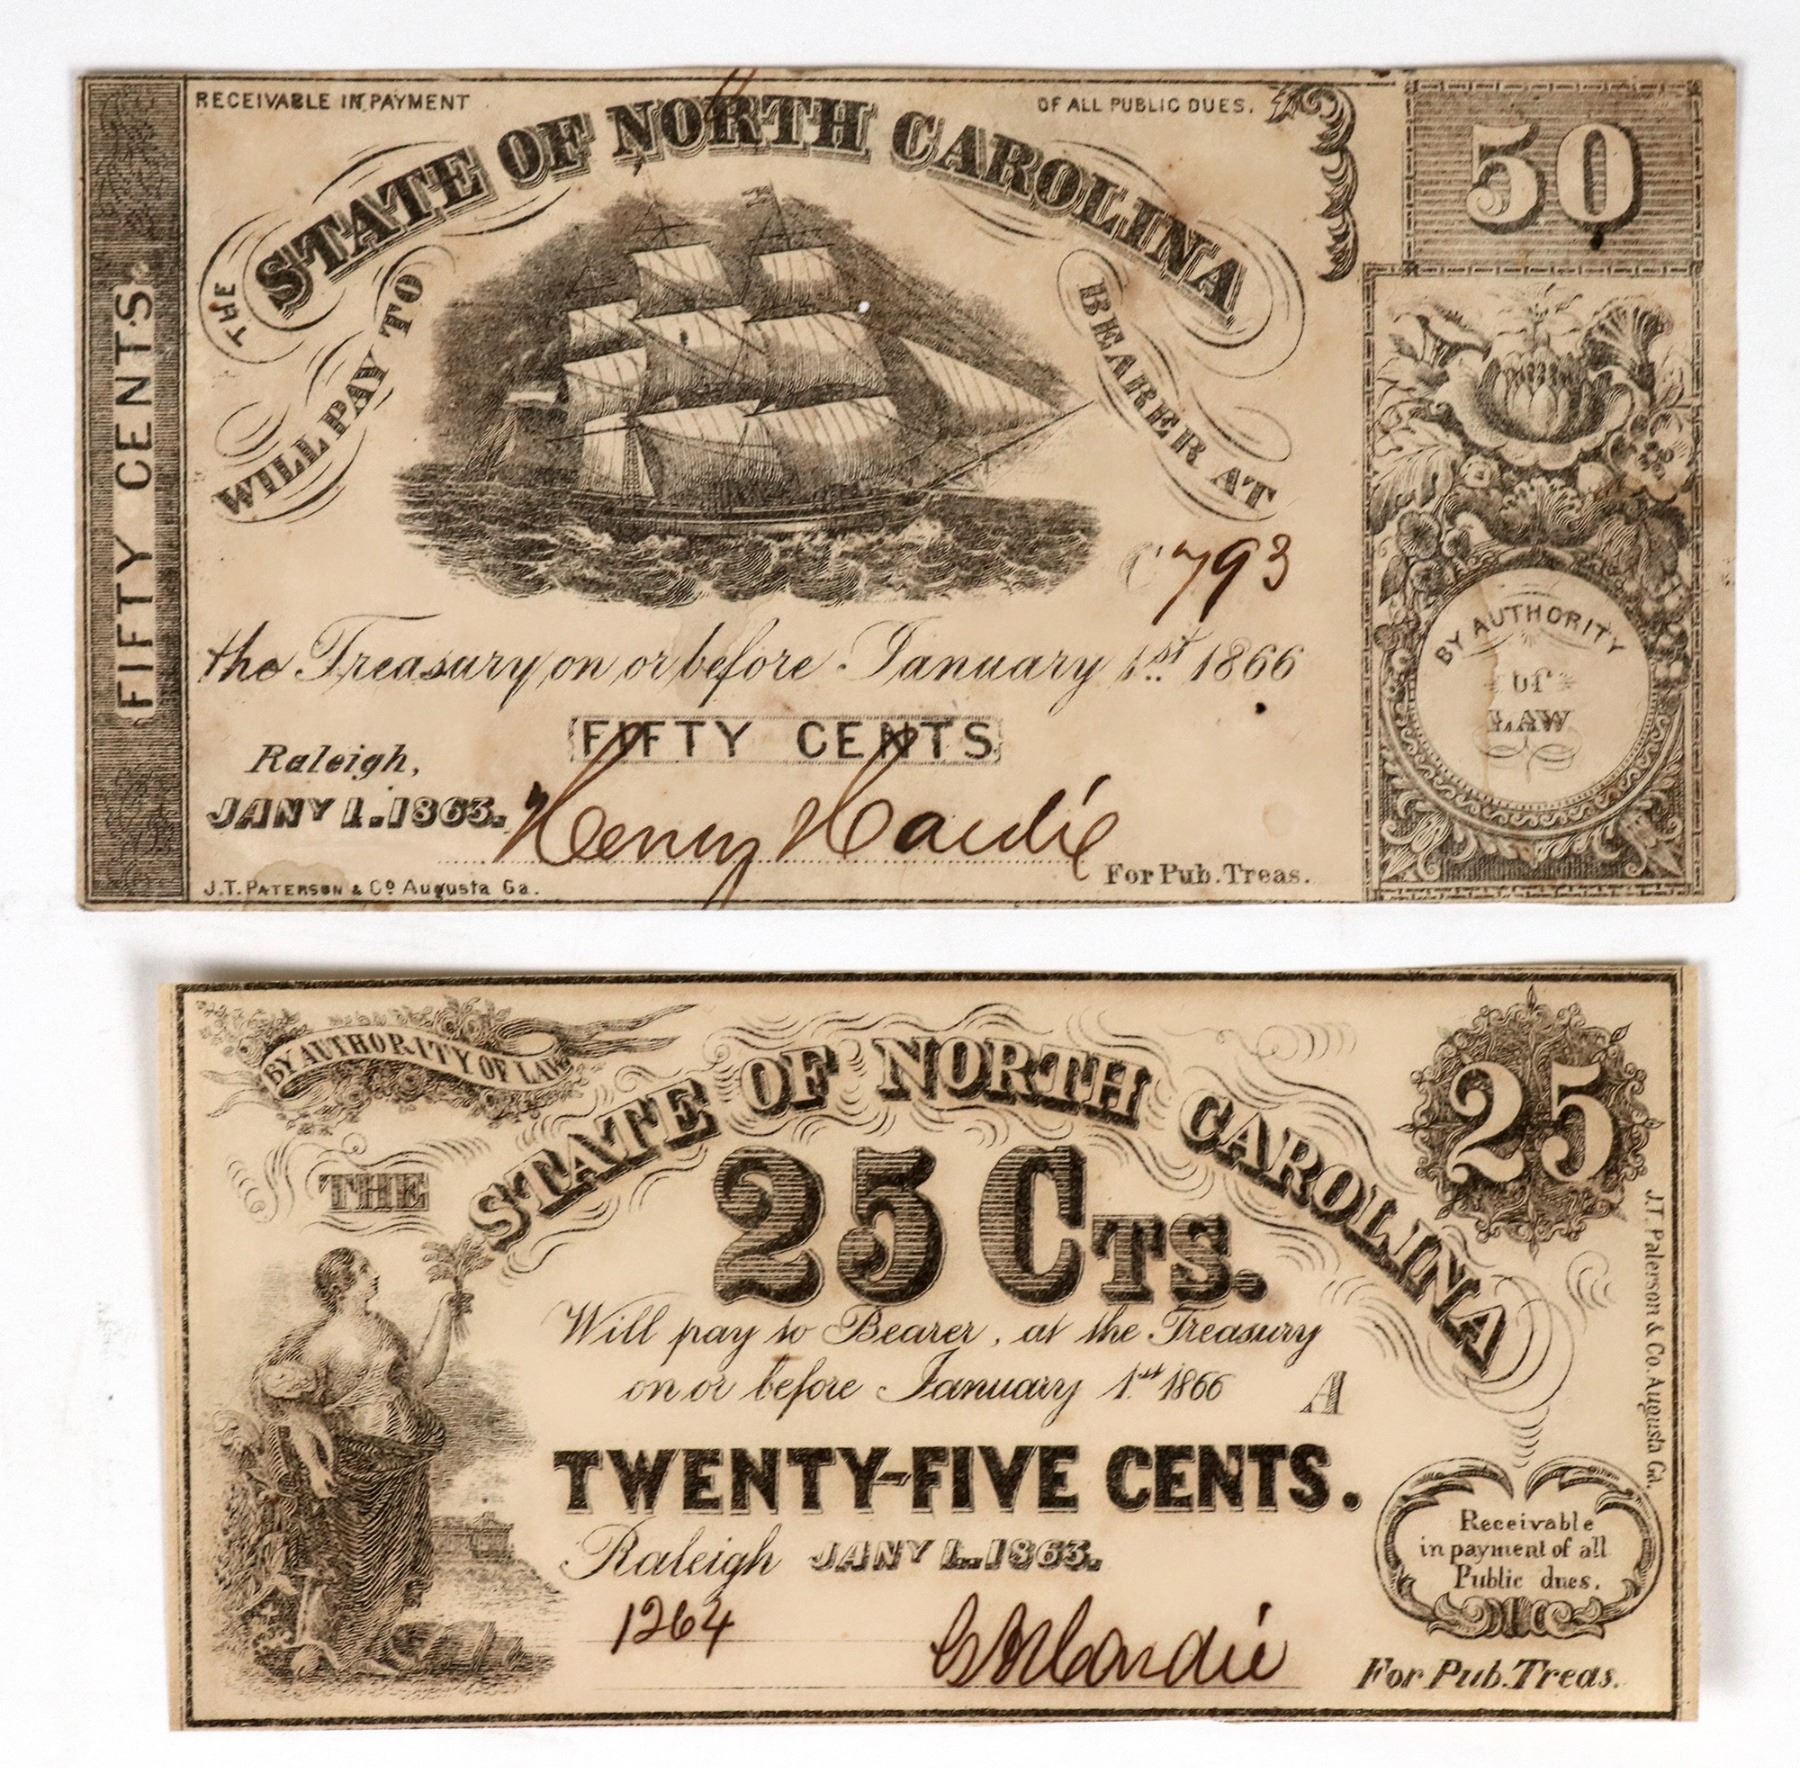 RECEIVABLE IN PAYMENT OF ALL PUBLIC DUES.
50
THE STATE OF NORTH CAROLINA
WILL PAY TO BEARER AT
C 793
the Treasury, on or before January 1st. 1866
FIFTY CENTS
FIFTY CENTS
Raleigh,
JANY 1. 1863.
Henry Hardie
For Pub. Treas.
J.T. PATERSON & Co Augusta Ga.
BY AUTHORITY
of
LAW
BY AUTHORITY OF LAW
THE STATE OF NORTH CAROLINA
25
25 CTS.
Will pay to Bearer, at the Treasury
on or before January 1st 1866 A
TWENTY-FIVE CENTS.
Raleigh JANY 1. 1863.
1264
Hardie
J.T. Paterson & Co. Augusta Ga.
Receivable
in payment of all
Public dues.
For Pub. Treas.